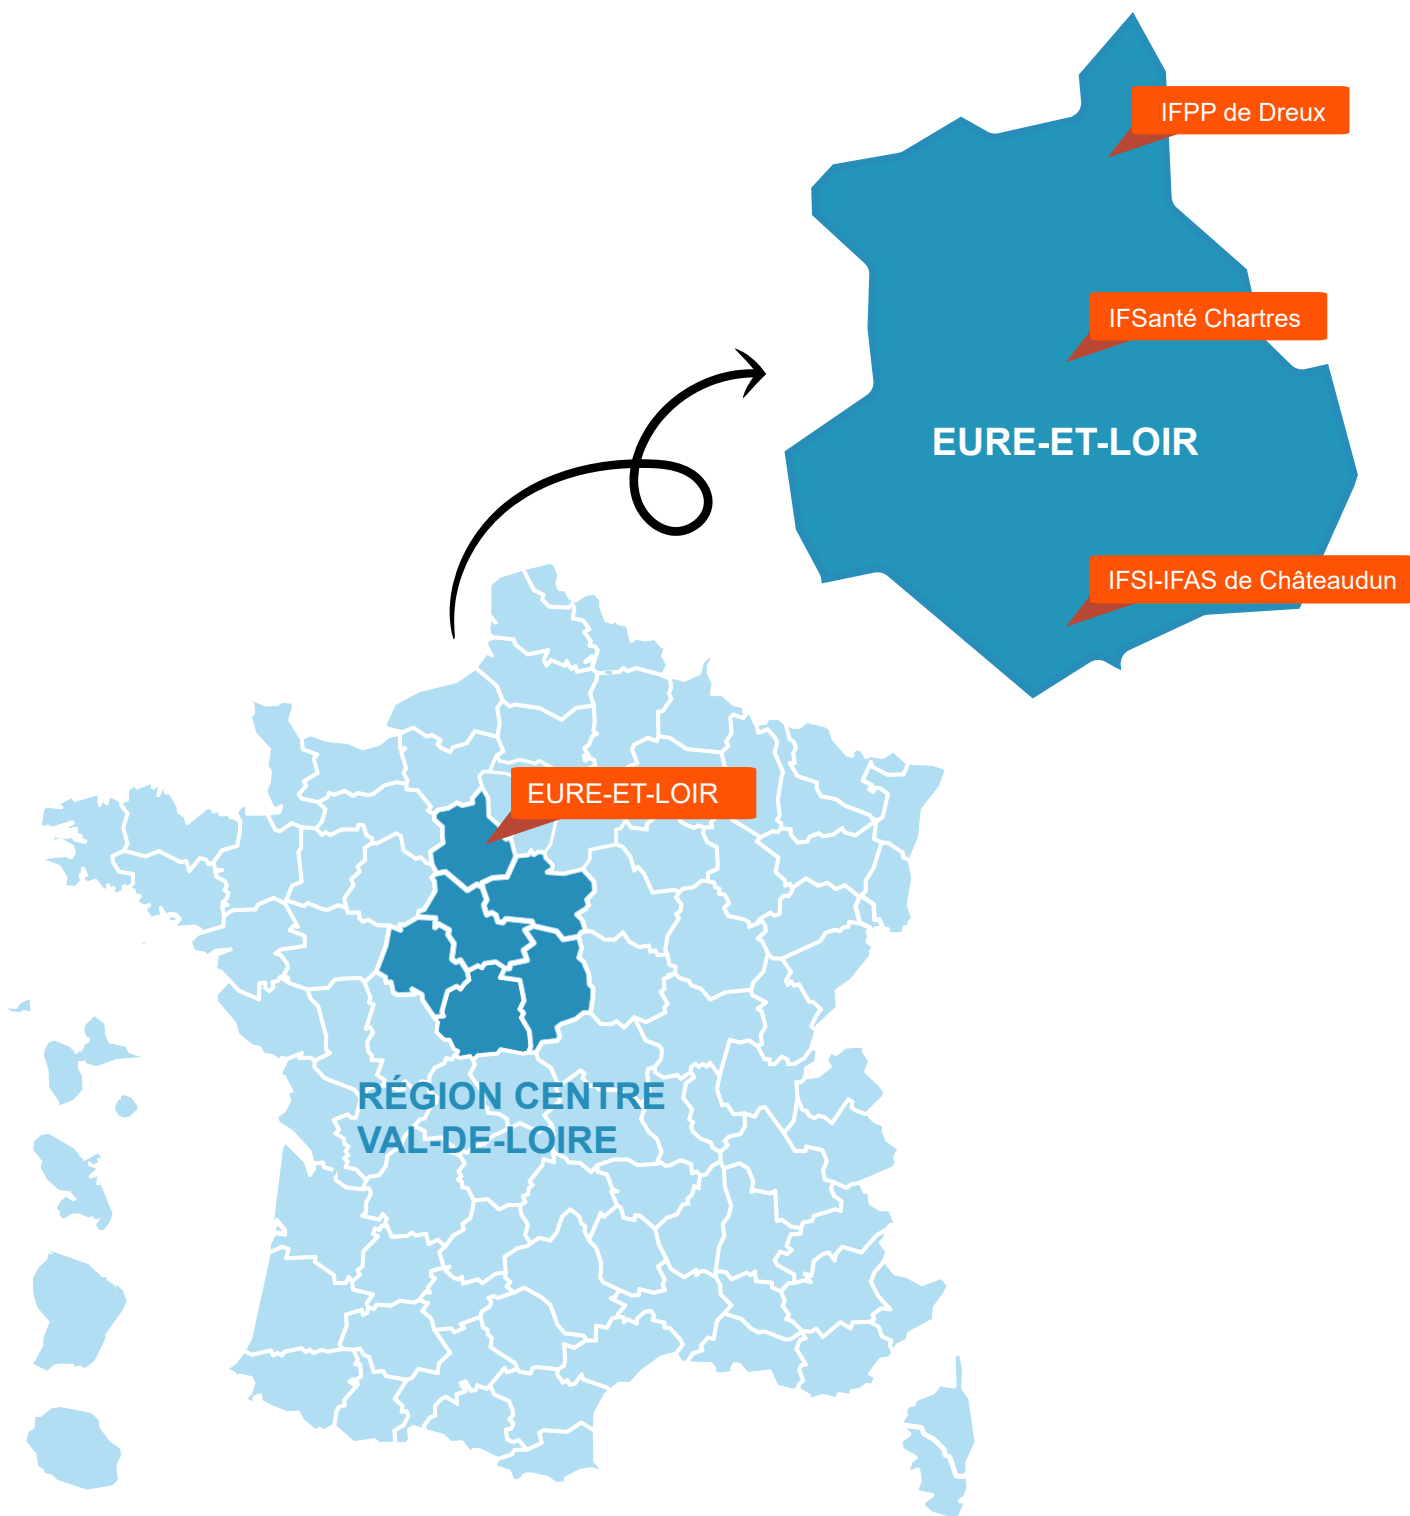 IFPP de Dreux
IFSanté Chartres
EURE-ET-LOIR
IFSI-IFAS de Châteaudun
EURE-ET-LOIR
RÉGION CENTRE
VAL-DE-LOIRE